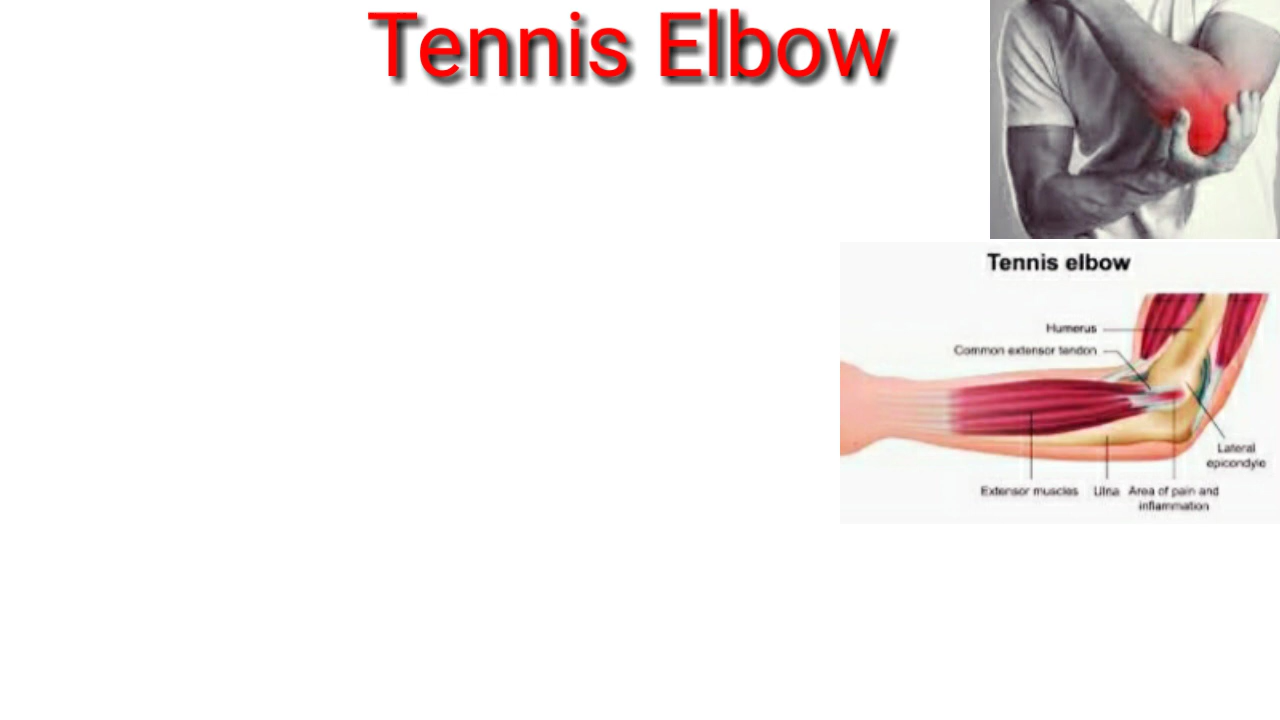 Tennis Elbow
Tennis elbow
Humerus
Common extensor tendon
Lateral
epicondyle
Extensor muscles
Ulna
Area of pain and
inflammation